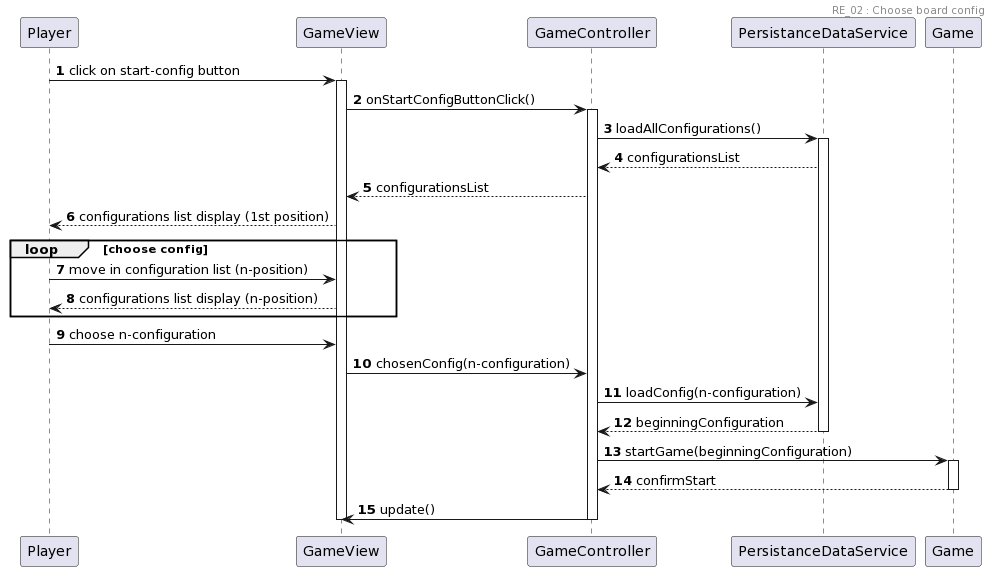 RE_02 : Choose board config
Player GameView GameController PersistanceDataService Game
1 click on start-config button
2 onStartConfigButtonClick()
3 loadAllConfigurations()
4 configurationsList
5 configurationsList
6 configurations list display (1st position)
loop [choose config]
7 move in configuration list (n-position)
8 configurations list display (n-position)
9 choose n-configuration
10 chosenConfig(n-configuration)
11 loadConfig(n-configuration)
12 beginningConfiguration
13 startGame(beginningConfiguration)
14 confirmStart
15 update()
Player GameView GameController PersistanceDataService Game